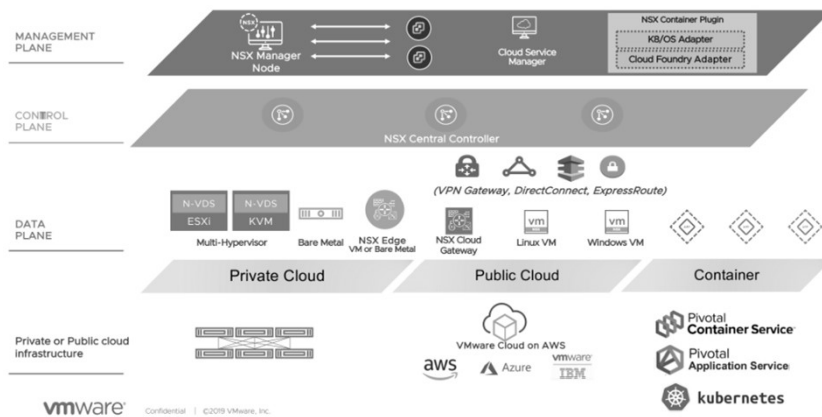 MANAGEMENT
PLANE
NSX
NSX Manager
Node
Cloud Service
Manager
NSX Container Plugin
K8/OS Adapter
Cloud Foundry Adapter
CONTROL
PLANE
NSX Central Controller
(VPN Gateway, DirectConnect, ExpressRoute)
DATA
PLANE
N-VDS
ESXi
N-VDS
KVM
Multi-Hypervisor
Bare Metal
NSX Edge
VM or Bare Metal
NSX Cloud
Gateway
vm
Linux VM
vm
Windows VM
Private Cloud
Public Cloud
Container
Private or Public cloud
infrastructure
VMware Cloud on AWS
aws
Azure
vmware
IBM
Pivotal
Container Service
Pivotal
Application Service
kubernetes
vmware
Confidential | ©2019 VMware, Inc.